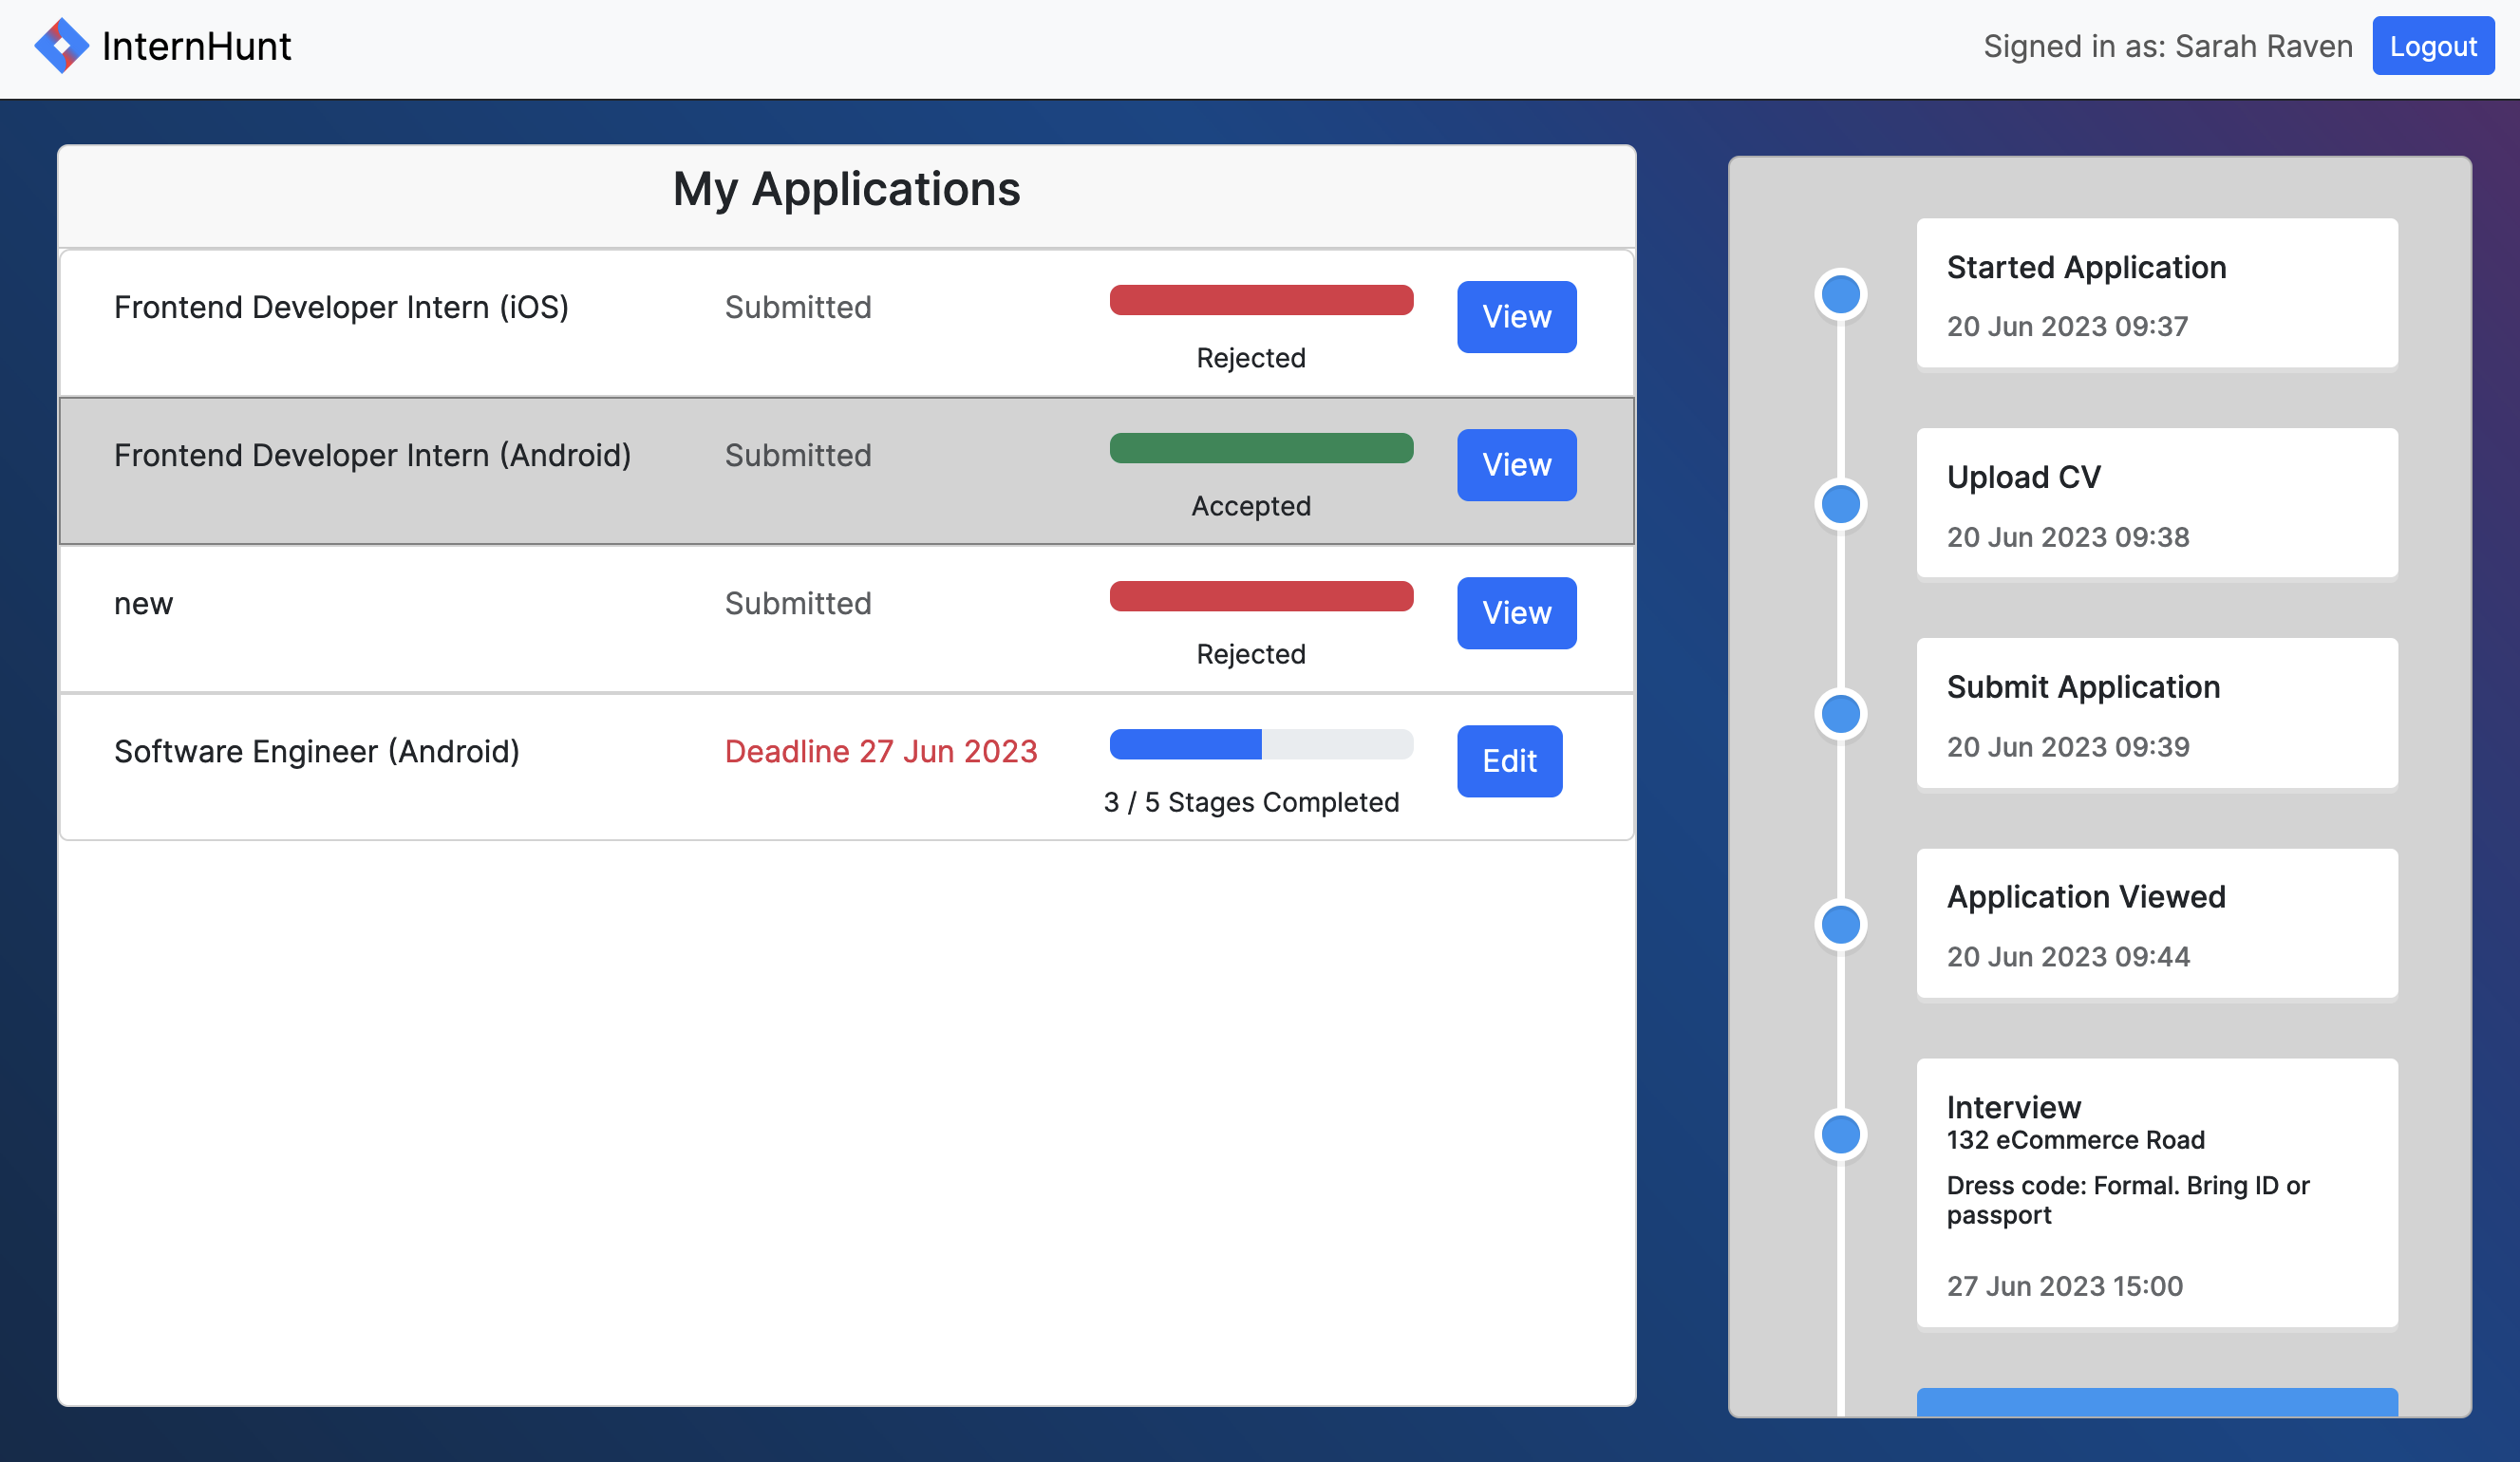 InternHunt
Signed in as: Sarah Raven
Logout
My Applications
Frontend Developer Intern (iOS)
Submitted
Rejected
View
Frontend Developer Intern (Android)
Submitted
Accepted
View
new
Submitted
Rejected
View
Software Engineer (Android)
Deadline 27 Jun 2023
3 / 5 Stages Completed
Edit
Started Application
20 Jun 2023 09:37
Upload CV
20 Jun 2023 09:38
Submit Application
20 Jun 2023 09:39
Application Viewed
20 Jun 2023 09:44
Interview
132 eCommerce Road
Dress code: Formal. Bring ID or
passport
27 Jun 2023 15:00